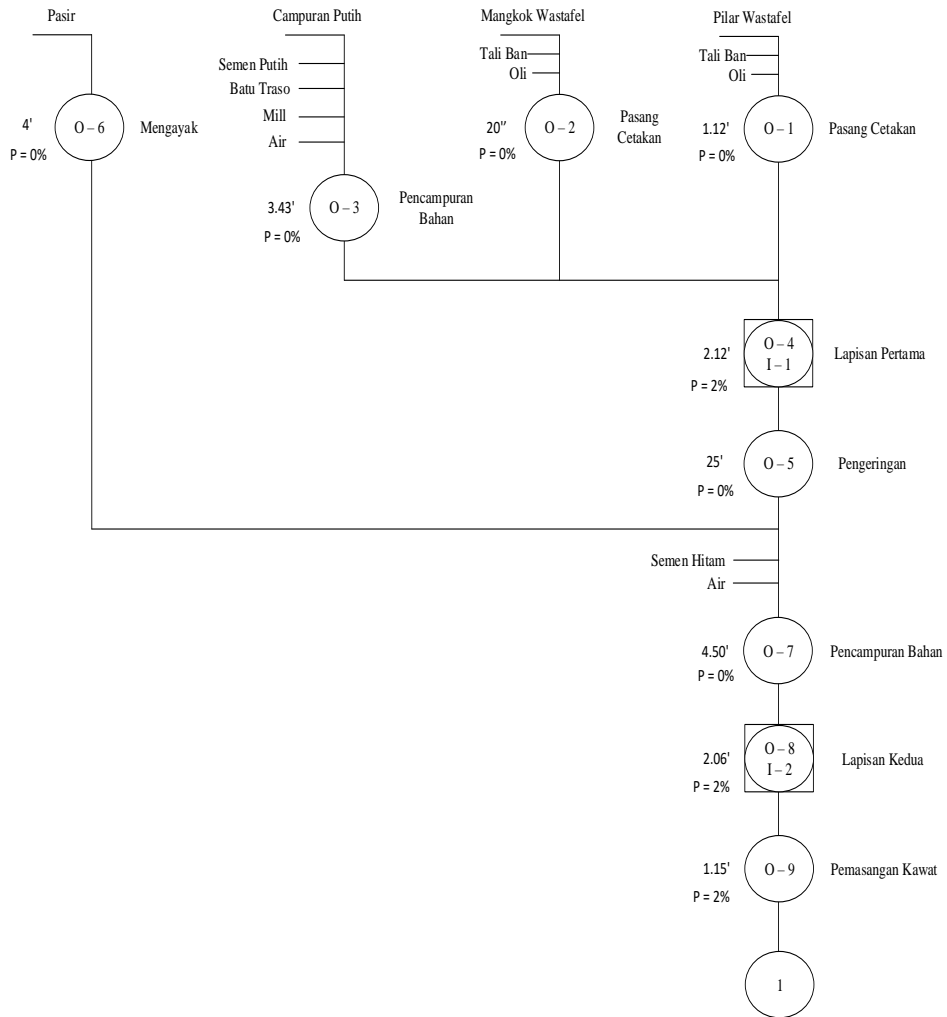 Pasir
Campuran Putih
Mangkok Wastafel
Pilar Wastafel
Semen Putih
Batu Traso
Mill
Air
Tali Ban
Oli
Tali Ban
Oli
4'
P = 0%
O – 6
Mengayak
3.43'
P = 0%
O – 3
Pencampuran
Bahan
20’’
P = 0%
O – 2
Pasang
Cetakan
1.12'
P = 0%
O – 1
Pasang Cetakan
2.12'
P = 2%
O – 4
I – 1
Lapisan Pertama
25'
P = 0%
O – 5
Pengeringan
Semen Hitam
Air
4.50'
P = 0%
O – 7
Pencampuran Bahan
2.06'
P = 2%
O – 8
I – 2
Lapisan Kedua
1.15'
P = 2%
O – 9
Pemasangan Kawat
1